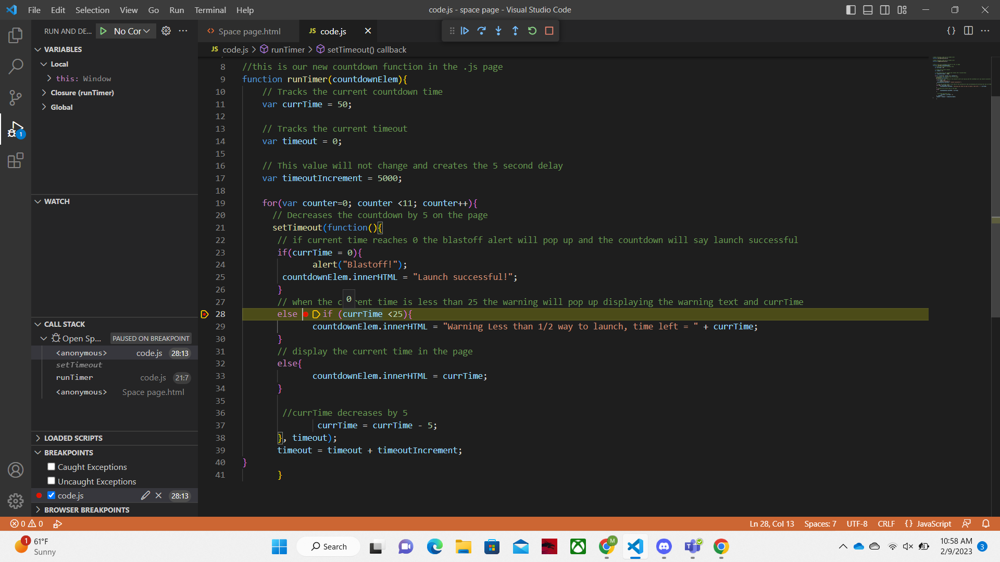 File Edit Selection View Go Run Terminal Help
code.js - space page - Visual Studio Code
RUN AND DE... No Cor
Space page.html
JS code.js
JS code.js > runTimer > setTimeout() callback
VARIABLES
Local
this: Window
Closure (runTimer)
Global
WATCH
CALL STACK
Open Sp... PAUSED ON BREAKPOINT
<anonymous> code.js 28:13
setTimeout
runTimer code.js 21:7
<anonymous> Space page.html
LOADED SCRIPTS
BREAKPOINTS
Caught Exceptions
Uncaught Exceptions
code.js 28:13
BROWSER BREAKPOINTS
1
8 //this is our new countdown function in the .js page
9 function runTimer(countdownElem){
10 // Tracks the current countdown time
11 var currTime = 50;
12
13 // Tracks the current timeout
14 var timeout = 0;
15
16 // This value will not change and creates the 5 second delay
17 var timeoutIncrement = 5000;
18
19 for(var counter=0; counter <11; counter++){
20 // Decreases the countdown by 5 on the page
21 setTimeout(function(){
22 // if current time reaches 0 the blastoff alert will pop up and the countdown will say launch successful
23 if(currTime = 0){
24 alert("Blastoff!");
25 countdownElem.innerHTML = "Launch successful!";
26 }
0
27 // when the c rent time is less than 25 the warning will pop up displaying the warning text and currTime
28 else if (currTime <25){
29 countdownElem.innerHTML = "Warning Less than 1/2 way to launch, time left = " + currTime;
30 }
31 // display the current time in the page
32 else{
33 countdownElem.innerHTML = currTime;
34 }
35
36 //currTime decreases by 5
37 currTime = currTime - 5;
38 }, timeout);
39 timeout = timeout + timeoutIncrement;
40 }
41 }
0 0
Ln 28, Col 13 Spaces: 7 UTF-8 CRLF {} JavaScript
1 61°F
Sunny
Search
M
10:58 AM
2/9/2023
3